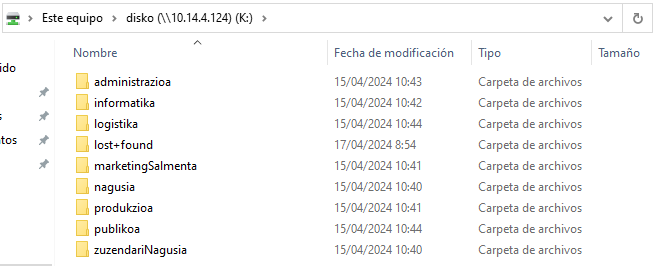 Este equipo > disko (\\10.14.4.124) (K:) >
Nombre Fecha de modificación Tipo Tamaño
ido
administrazioa 15/04/2024 10:43 Carpeta de archivos
informatika 15/04/2024 10:42 Carpeta de archivos
s
logistika 15/04/2024 10:44 Carpeta de archivos
tos
lost+found 17/04/2024 8:54 Carpeta de archivos
marketingSalmenta 15/04/2024 10:41 Carpeta de archivos
nagusia 15/04/2024 10:40 Carpeta de archivos
produkzioa 15/04/2024 10:41 Carpeta de archivos
publikoa 15/04/2024 10:44 Carpeta de archivos
zuzendariNagusia 15/04/2024 10:40 Carpeta de archivos